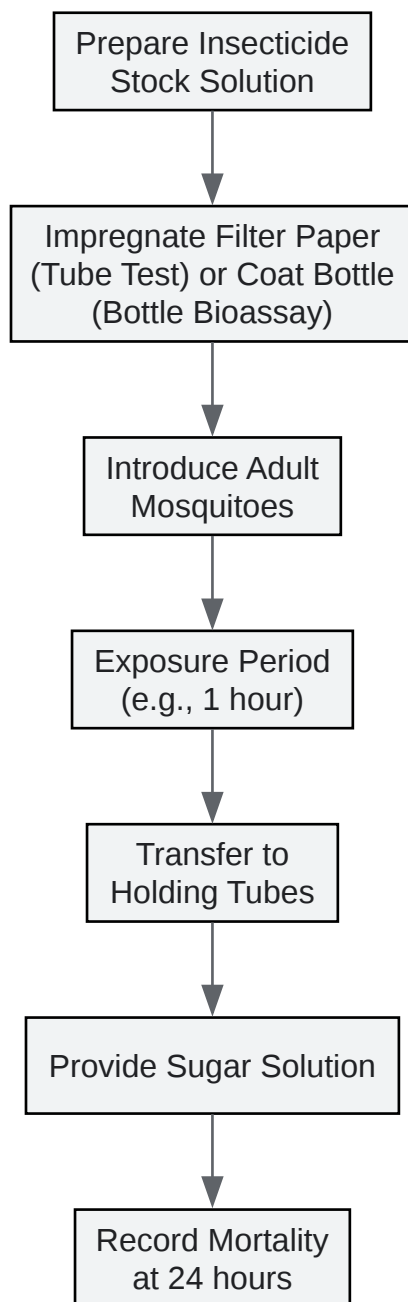 Prepare Insecticide
Stock Solution
Impregnate Filter Paper
(Tube Test) or Coat Bottle
(Bottle Bioassay)
Introduce Adult
Mosquitoes
Exposure Period
(e.g., 1 hour)
Transfer to
Holding Tubes
Provide Sugar Solution
Record Mortality
at 24 hours